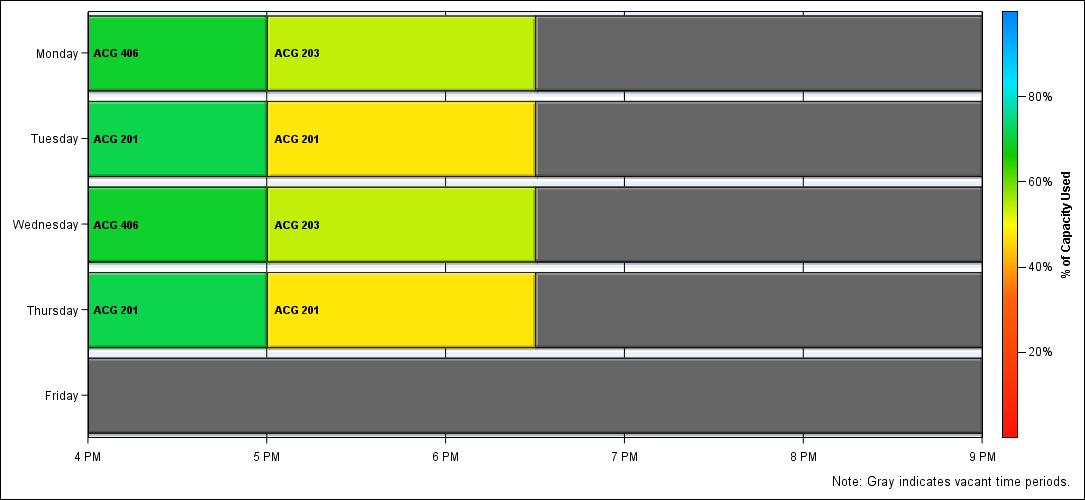 Monday
ACG 406
ACG 203
Tuesday
ACG 201
ACG 201
Wednesday
ACG 406
ACG 203
Thursday
ACG 201
ACG 201
Friday
4 PM
5 PM
6 PM
7 PM
8 PM
9 PM
80%
60%
40%
20%
% of Capacity Used
Note: Gray indicates vacant time periods.